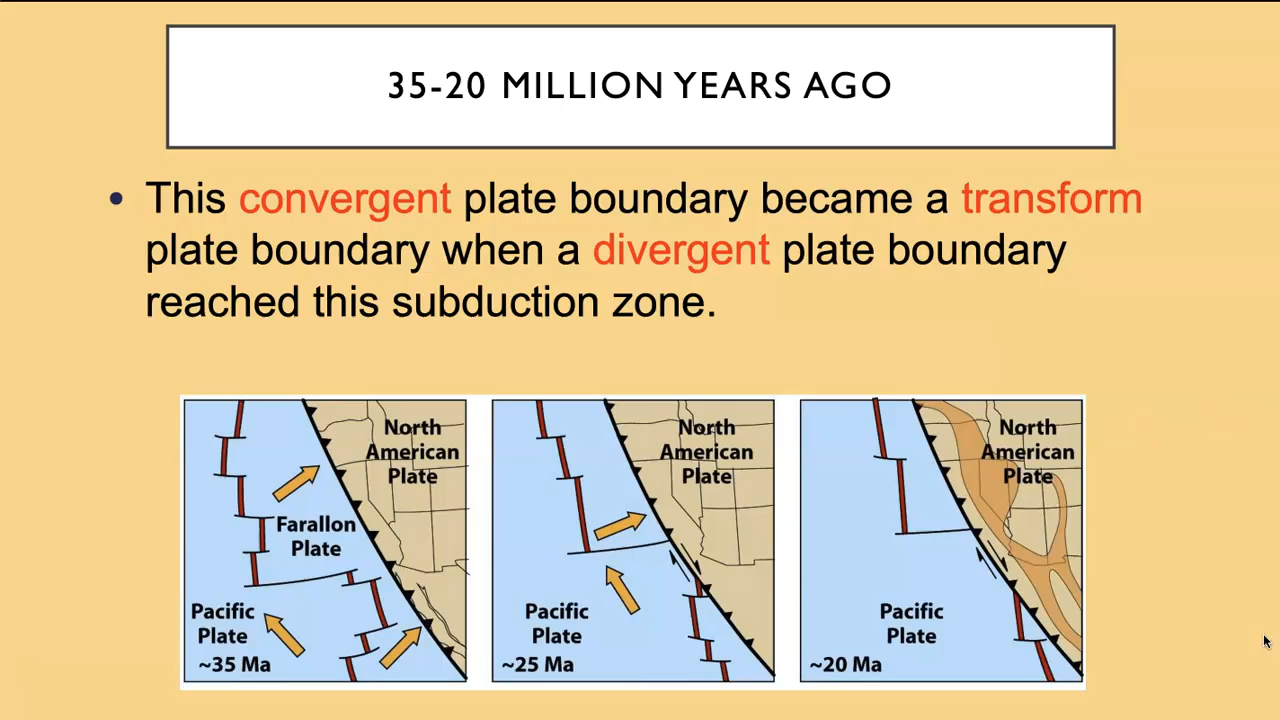 35-20 MILLION YEARS AGO
• This convergent plate boundary became a transform
plate boundary when a divergent plate boundary
reached this subduction zone.
North
American
Plate
Farallon
Plate
Pacific
Plate
~35 Ma
North
American
Plate
Pacific
Plate
~25 Ma
North
American
Plate
Pacific
Plate
~20 Ma